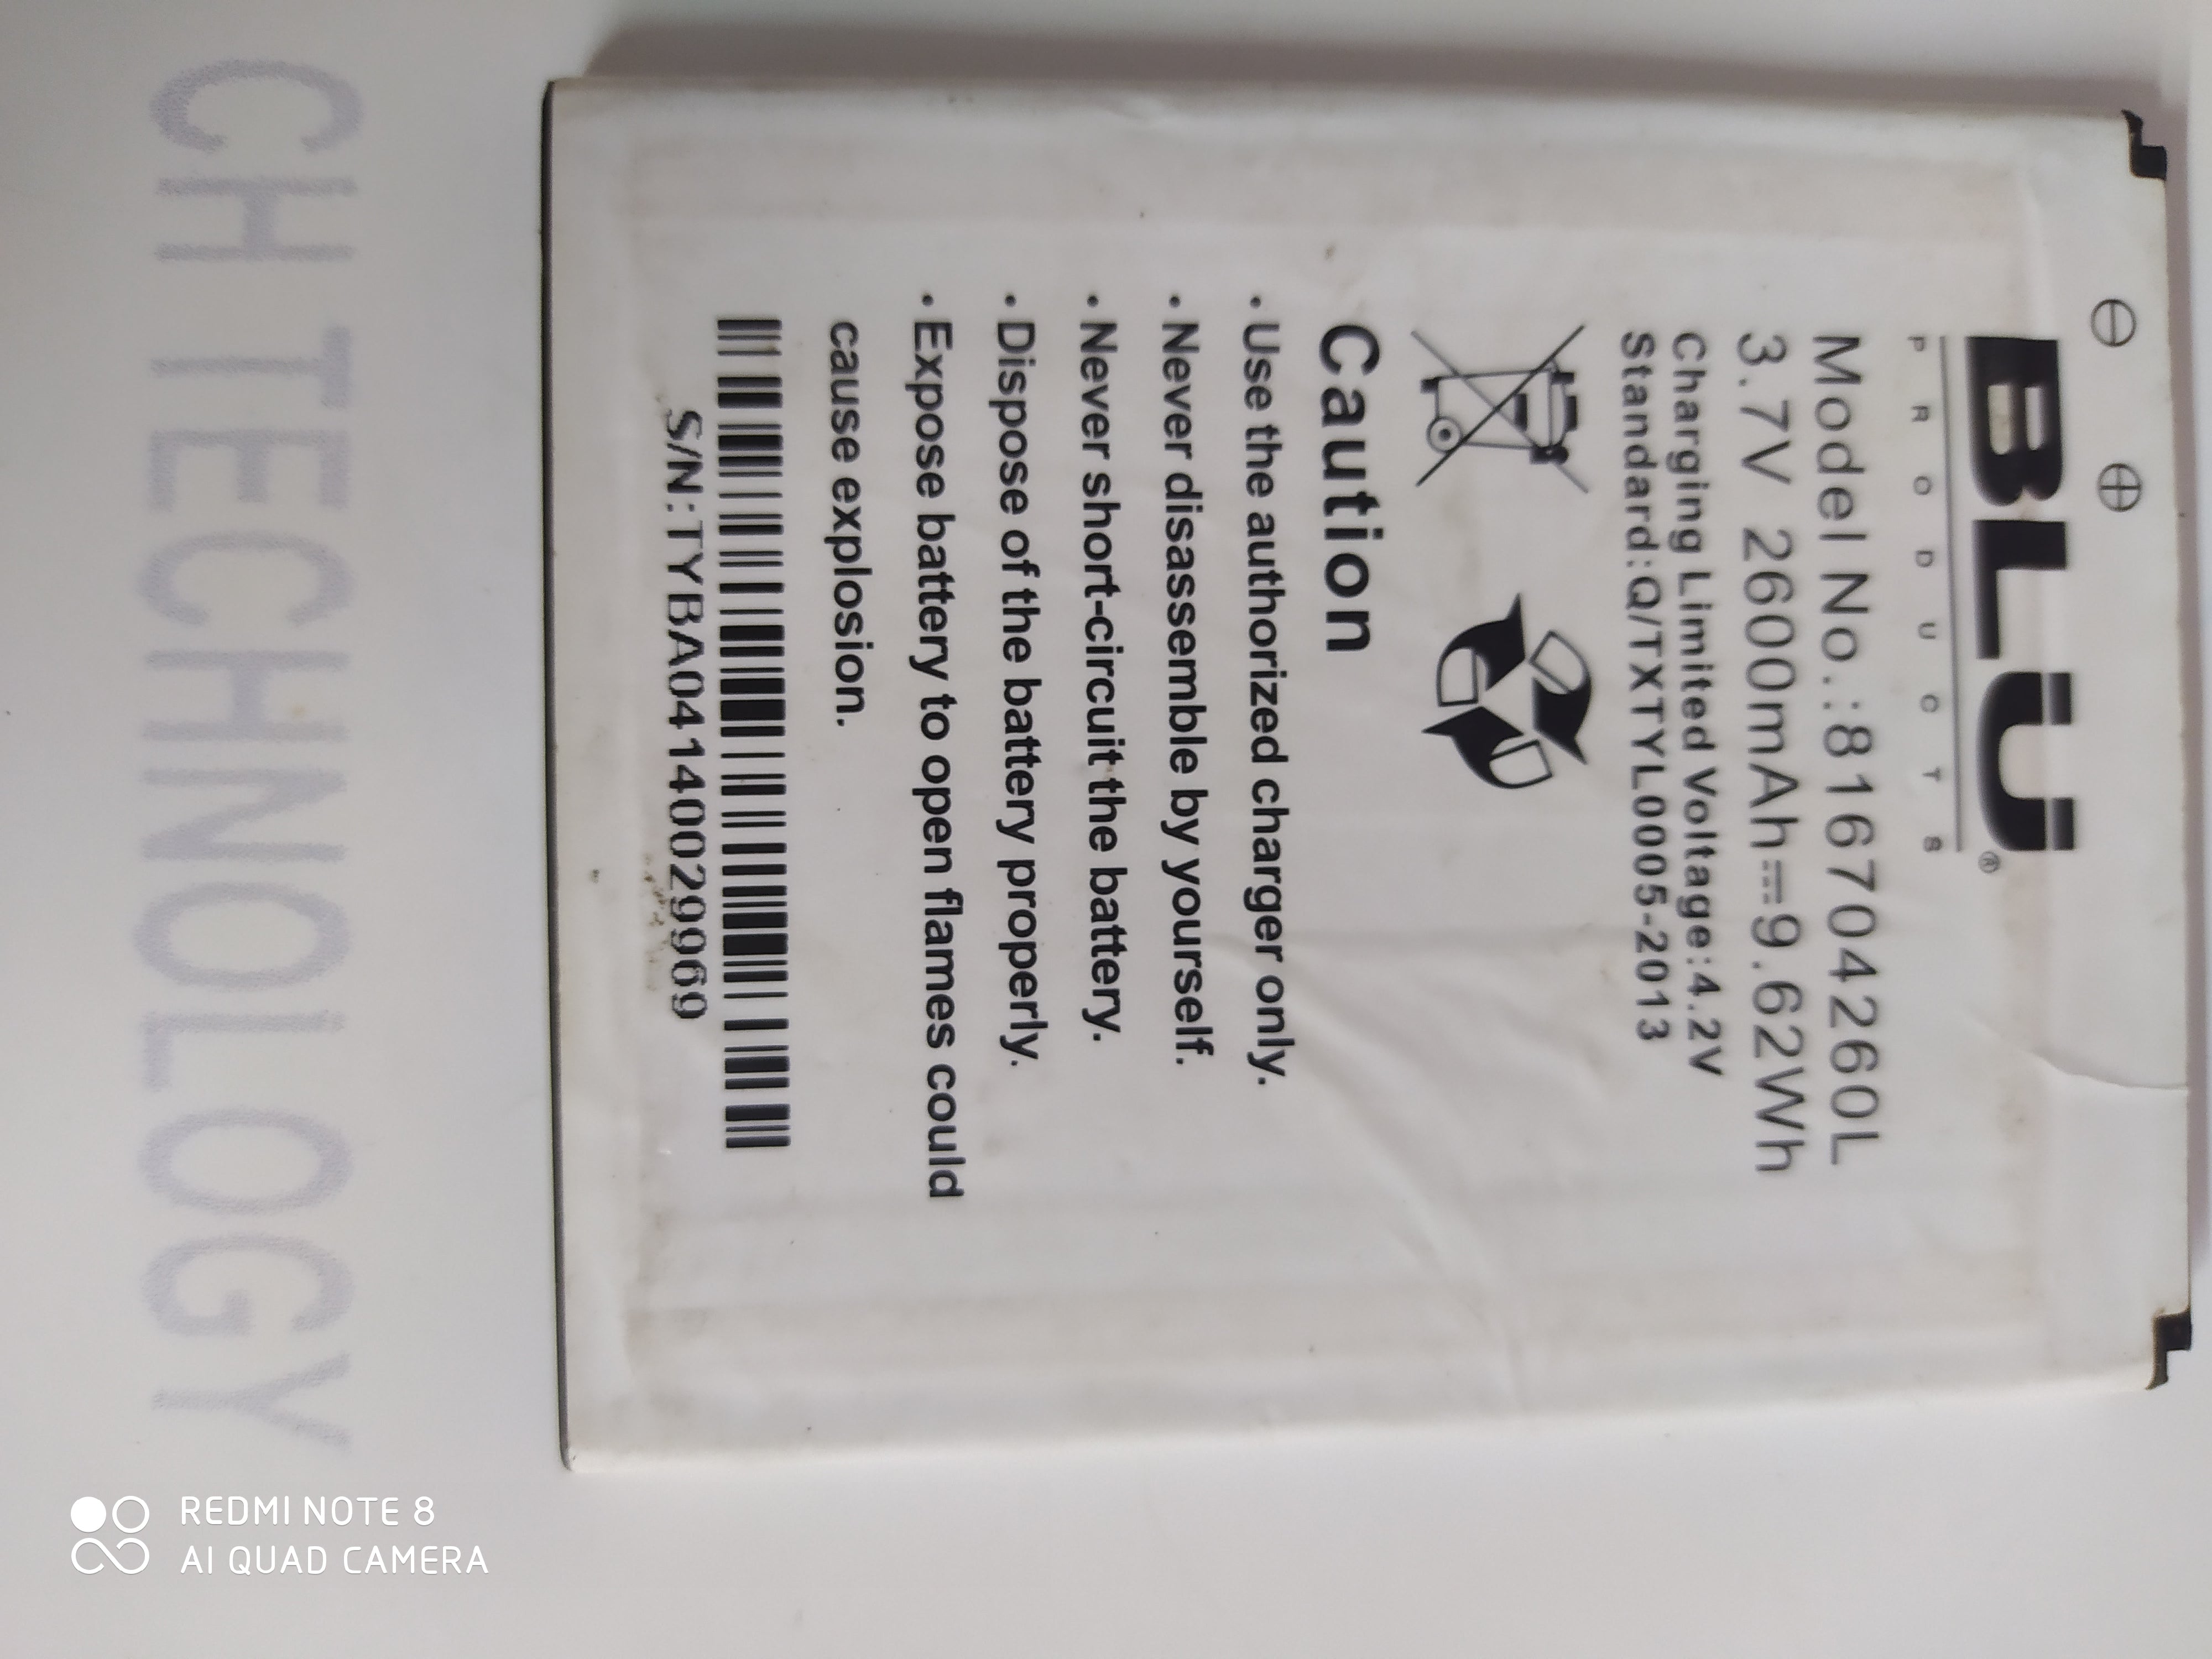 ⊖ ⊕
BLU®
PRODUCTS
Model No.:8167042260L
3.7V 2600mAh⎓9.62Wh
Charging Limited Voltage:4.2V
Standard:Q/TXTYL0005-2013
Caution
· Use the authorized charger only.
· Never disassemble by yourself.
· Never short-circuit the battery.
· Dispose of the battery properly.
· Expose battery to open flames could
cause explosion.
S/N:TYBA04140029969
CH TECHNOLOGY
REDMI NOTE 8
AI QUAD CAMERA